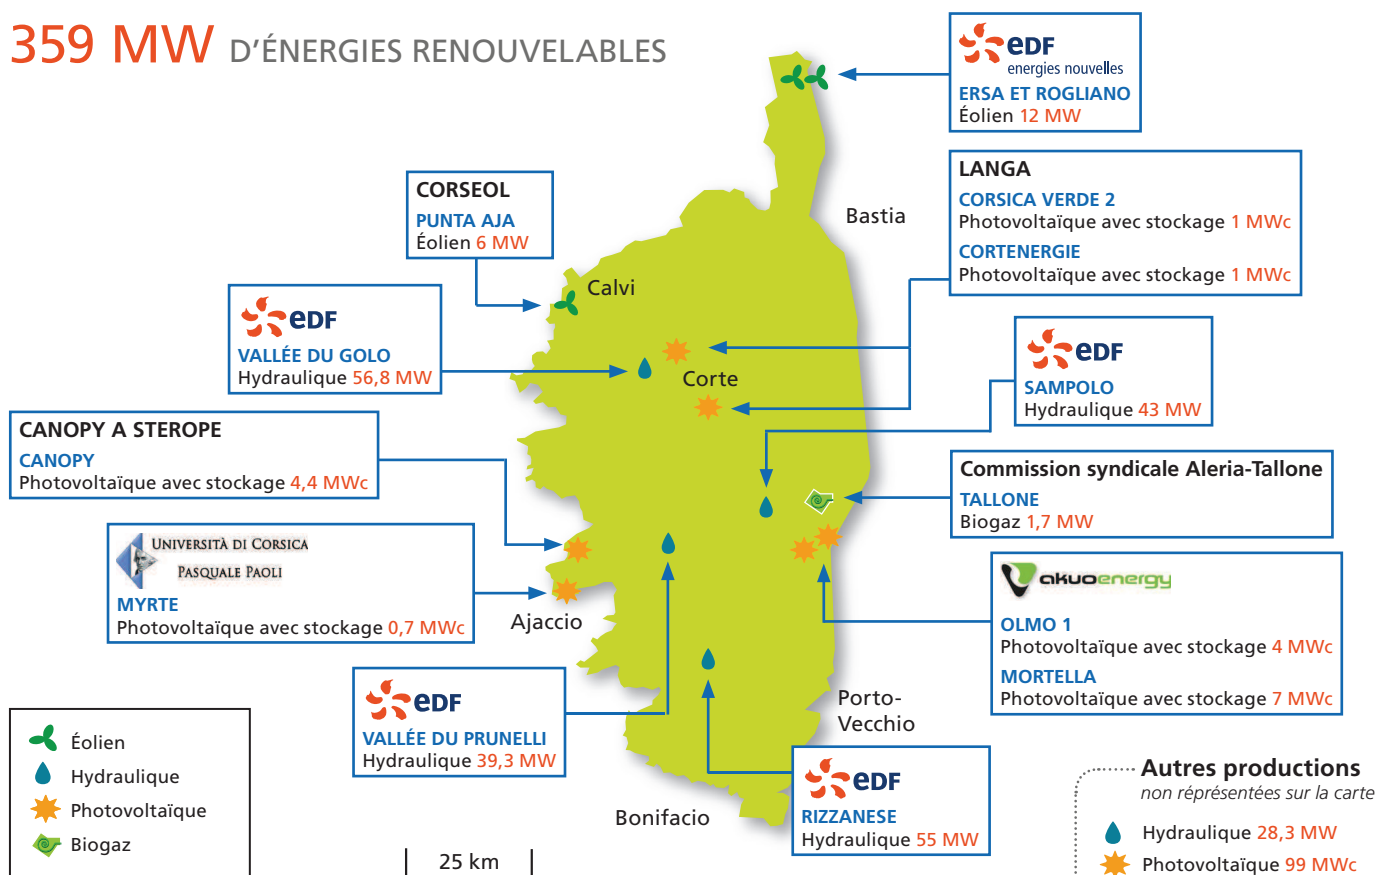 359 MW D'ÉNERGIES RENOUVELABLES
eDF
energies nouvelles
ERSA ET ROGLIANO
Éolien 12 MW
LANGA
CORSICA VERDE 2
Photovoltaïque avec stockage 1 MWc
CORTENERGIE
Photovoltaïque avec stockage 1 MWc
CORSEOL
PUNTA AJA
Éolien 6 MW
Bastia
Calvi
eDF
VALLÉE DU GOLO
Hydraulique 56,8 MW
Corte
eDF
SAMPOLO
Hydraulique 43 MW
CANOPY A STEROPE
CANOPY
Photovoltaïque avec stockage 4,4 MWc
Commission syndicale Aleria-Tallone
TALLONE
Biogaz 1,7 MW
UNIVERSITÀ DI CORSICA
PASQUALE PAOLI
MYRTE
Photovoltaïque avec stockage 0,7 MWc
Ajaccio
akuoenergy
OLMO 1
Photovoltaïque avec stockage 4 MWc
MORTELLA
Photovoltaïque avec stockage 7 MWc
eDF
VALLÉE DU PRUNELLI
Hydraulique 39,3 MW
Porto-
Vecchio
eDF
RIZZANESE
Hydraulique 55 MW
Bonifacio
Éolien
Hydraulique
Photovoltaïque
Biogaz
25 km
Autres productions
non réprésentées sur la carte
Hydraulique 28,3 MW
Photovoltaïque 99 MWc